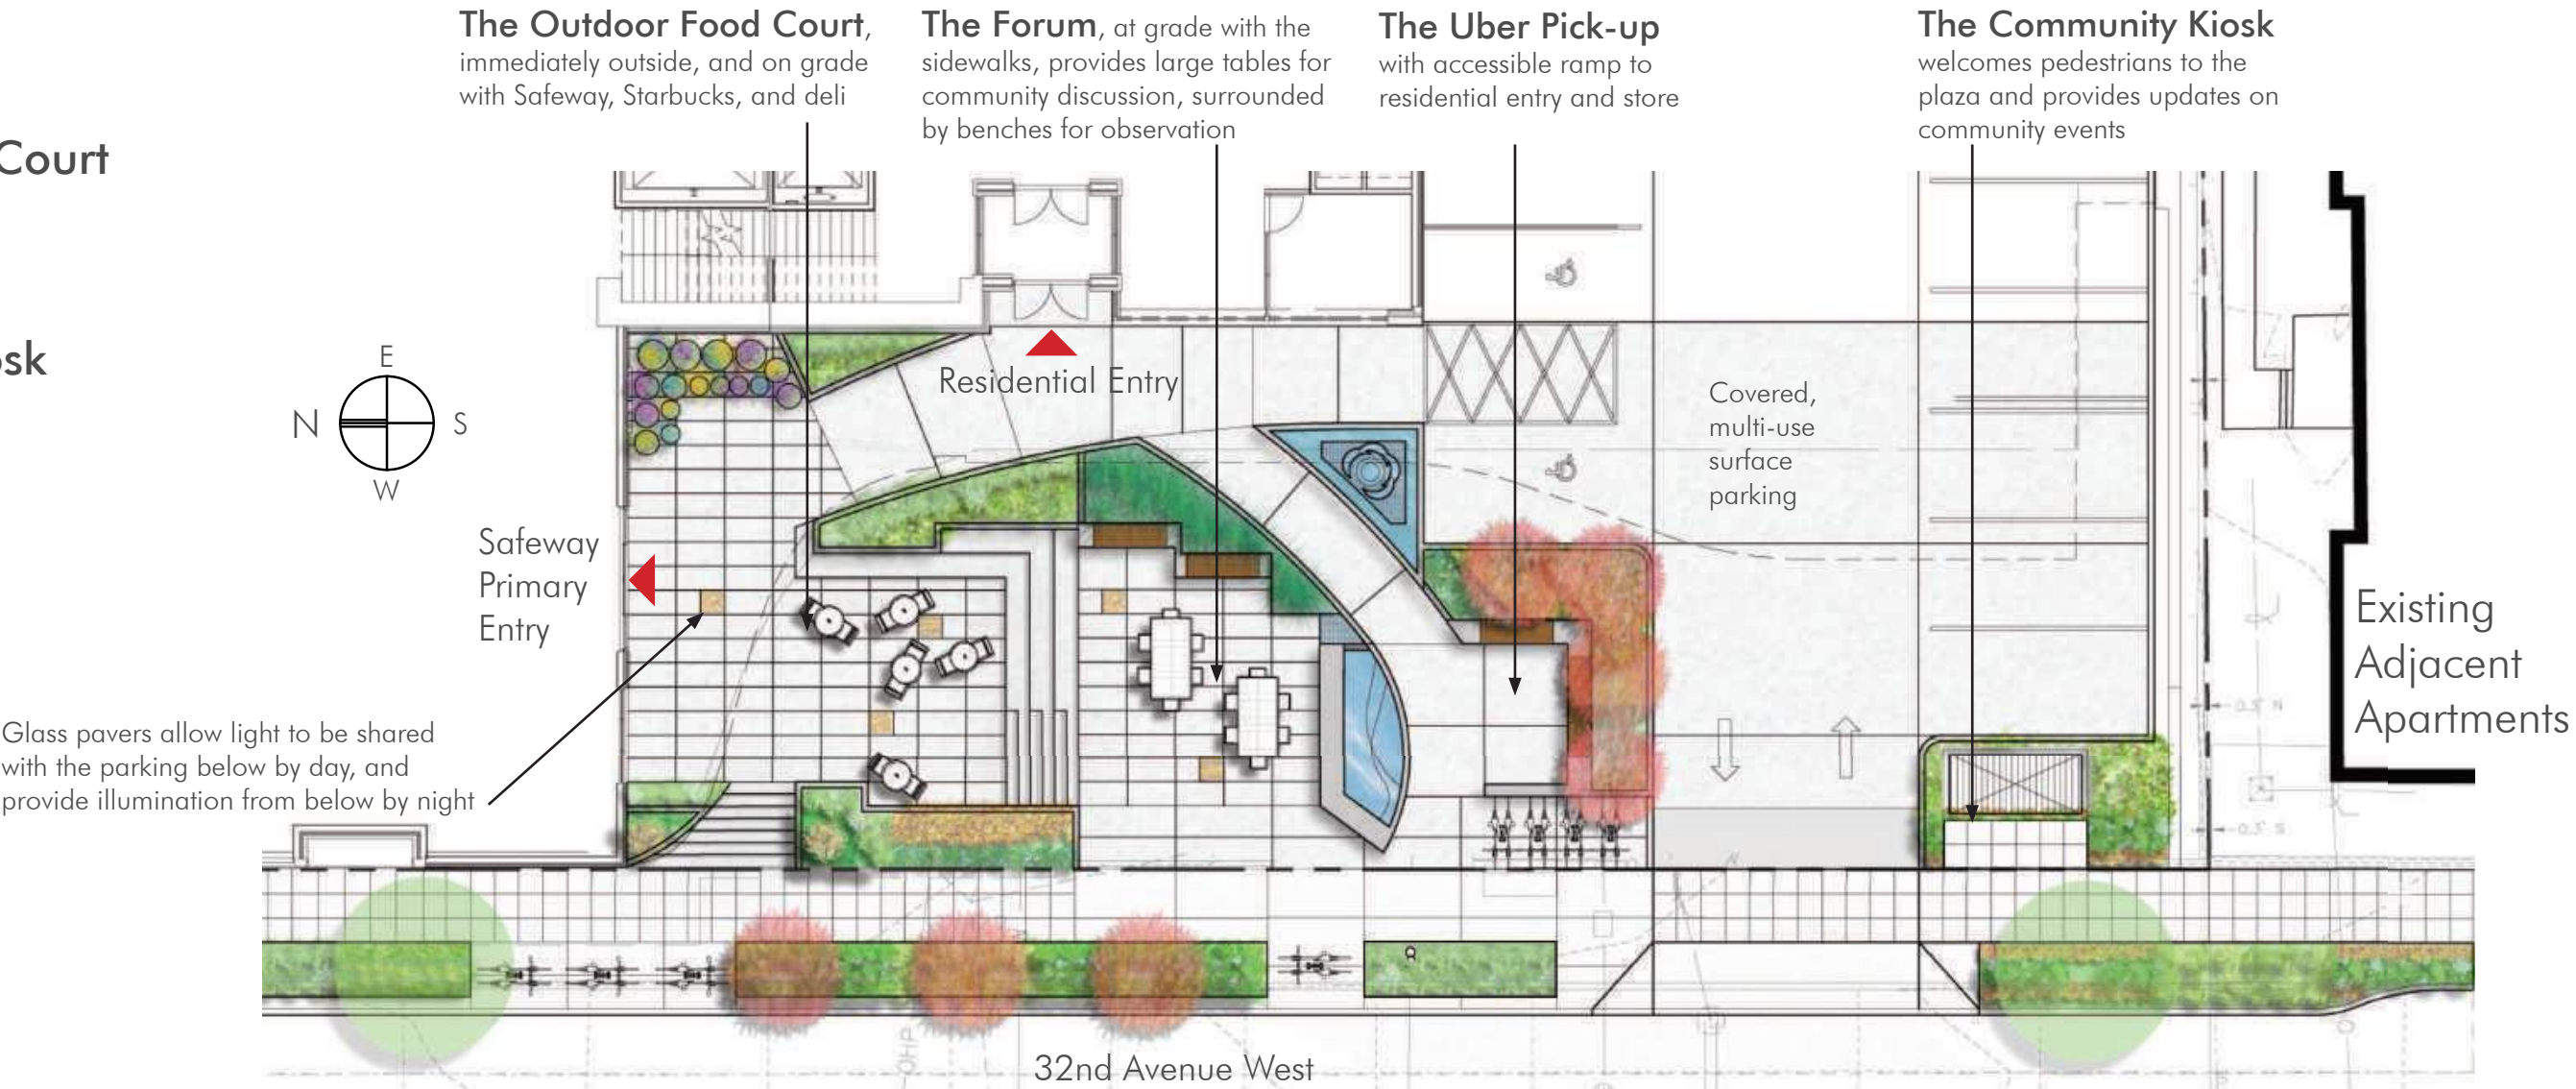 The Outdoor Food Court,
immediately outside, and on grade
with Safeway, Starbucks, and deli
The Forum, at grade with the
sidewalks, provides large tables for
community discussion, surrounded
by benches for observation
The Uber Pick-up
with accessible ramp to
residential entry and store
The Community Kiosk
welcomes pedestrians to the
plaza and provides updates on
community events
Court
sk
E
N
S
W
Residential Entry
Covered,
multi-use
surface
parking
Safeway
Primary
Entry
Existing
Adjacent
Apartments
Glass pavers allow light to be shared
with the parking below by day, and
provide illumination from below by night
0.3' N
0.3' S
OHP
32nd Avenue West